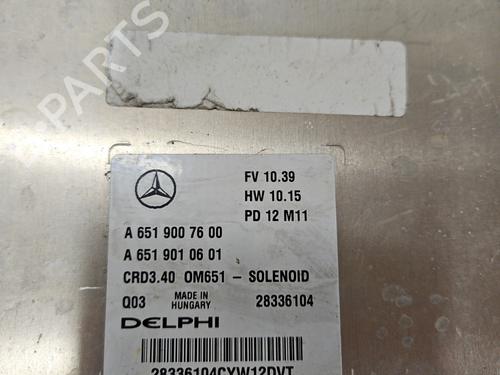 PARTS
FV 10.39
HW 10.15
PD 12 M11
A 651 900 76 00
A 651 901 06 01
CRD3.40 OM651 - SOLENOID
Q03 MADE IN HUNGARY 28336104
DELPHI
28336104CYW12DVT